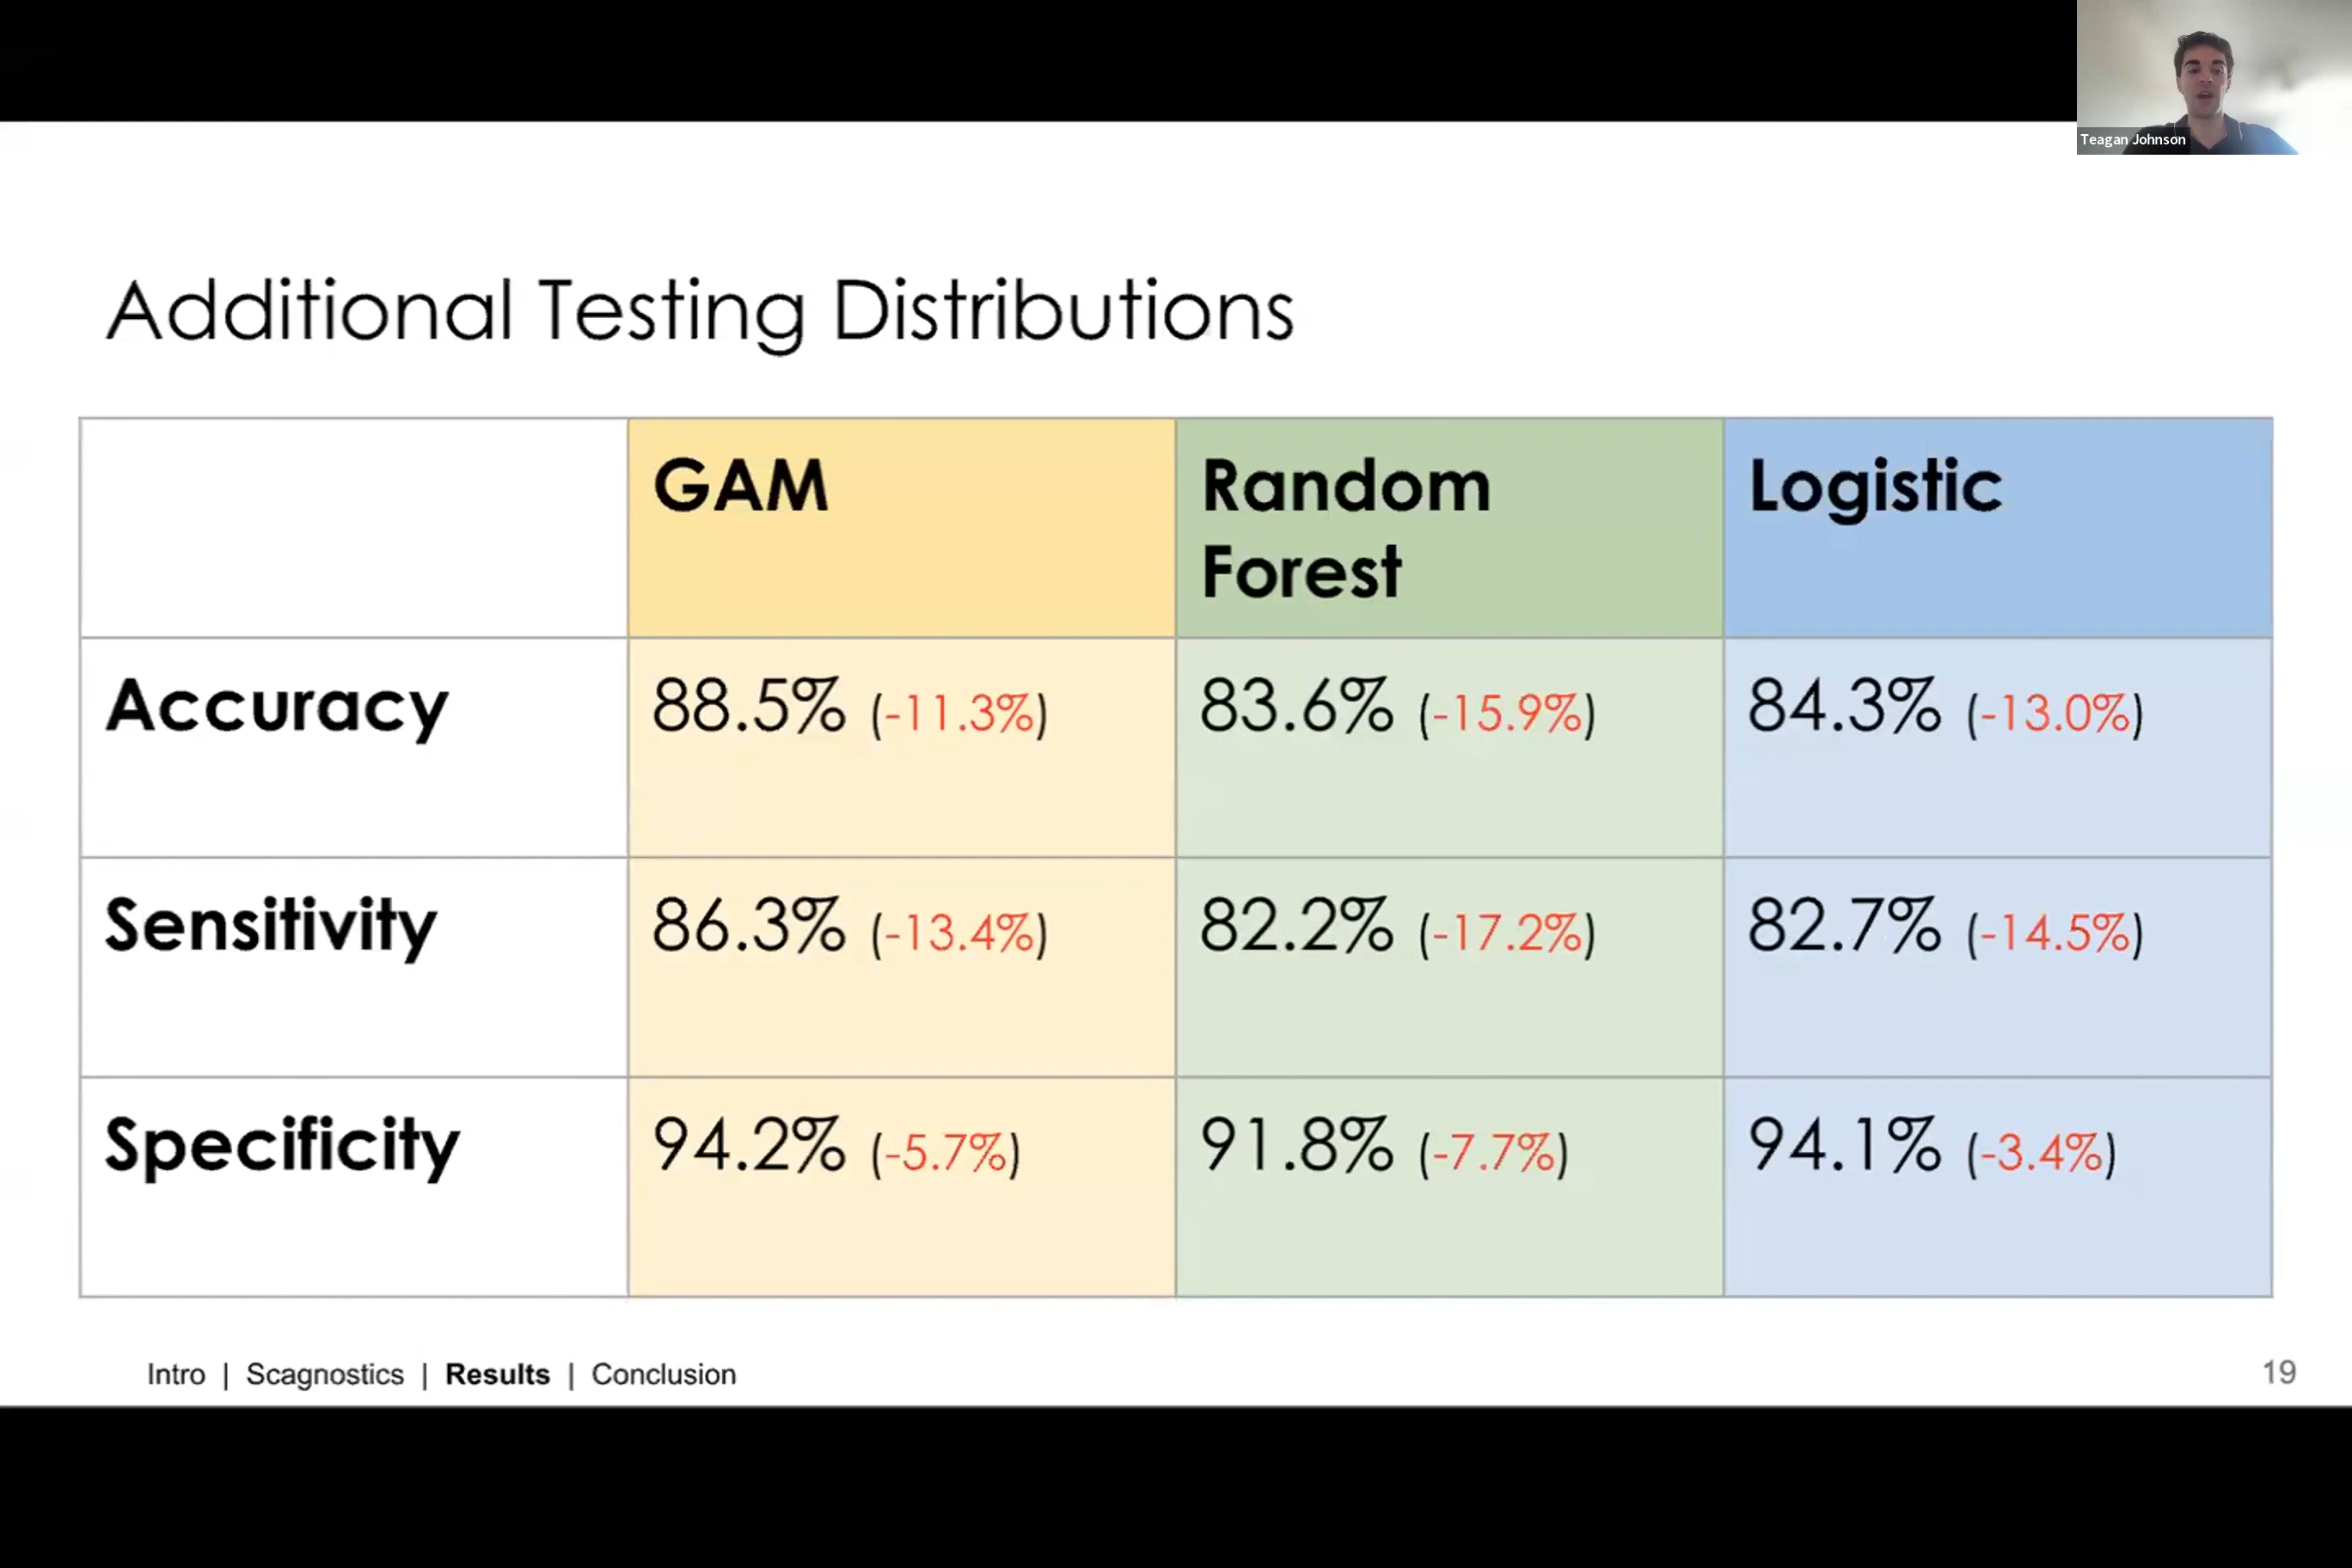 Teagan Johnson
Additional Testing Distributions
GAM
Random
Forest
Logistic
Accuracy
88.5% (-11.3%)
83.6% (-15.9%)
84.3% (-13.0%)
Sensitivity
86.3% (-13.4%)
82.2% (-17.2%)
82.7% (-14.5%)
Specificity
94.2% (-5.7%)
91.8% (-7.7%)
94.1% (-3.4%)
Intro | Scagnostics | Results | Conclusion
19